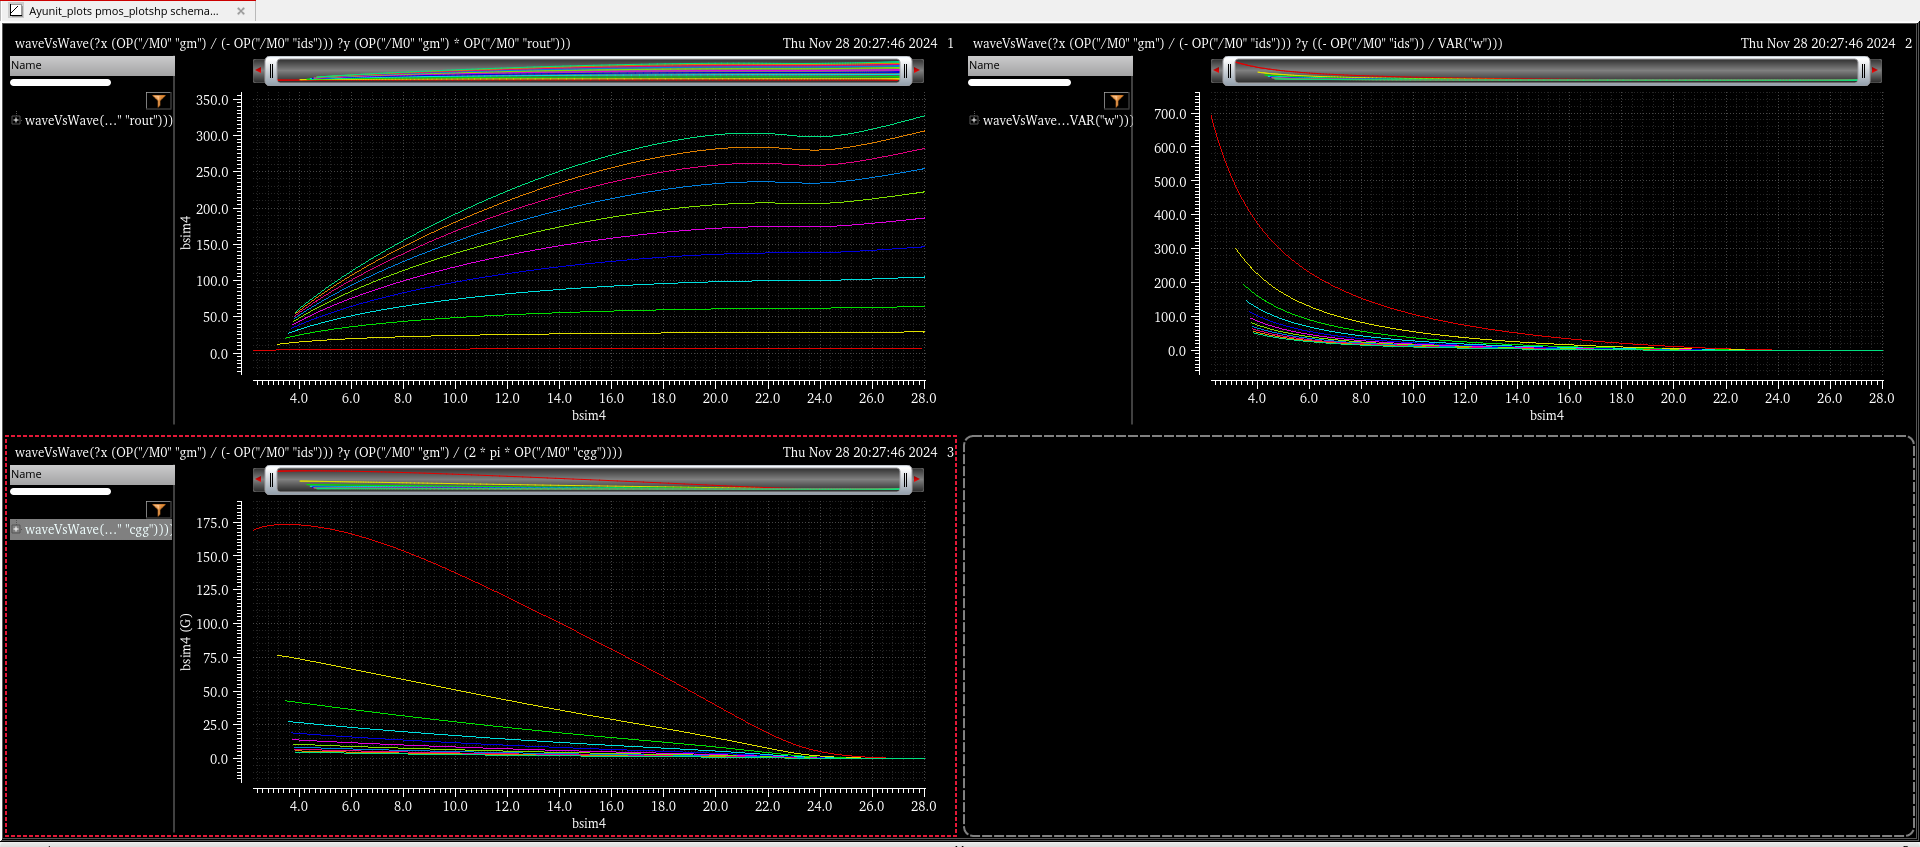 Ayunit_plots pmos_plotshp schema...
waveVsWave(?x (OP("/M0" "gm") / (- OP("/M0" "ids"))) ?y (OP("/M0" "gm") * OP("/M0" "rout")))
Thu Nov 28 20:27:46 2024 1
Name
waveVsWave(..." "rout")))
350.0
300.0
250.0
200.0
150.0
100.0
50.0
0.0
bsim4
4.0 6.0 8.0 10.0 12.0 14.0 16.0 18.0 20.0 22.0 24.0 26.0 28.0
bsim4
waveVsWave(?x (OP("/M0" "gm") / (- OP("/M0" "ids"))) ?y ((- OP("/M0" "ids")) / VAR("w")))
Thu Nov 28 20:27:46 2024 2
Name
waveVsWave...VAR("w")))
700.0
600.0
500.0
400.0
300.0
200.0
100.0
0.0
4.0 6.0 8.0 10.0 12.0 14.0 16.0 18.0 20.0 22.0 24.0 26.0 28.0
bsim4
waveVsWave(?x (OP("/M0" "gm") / (- OP("/M0" "ids"))) ?y (OP("/M0" "gm") / (2 * pi * OP("/M0" "cgg"))))
Thu Nov 28 20:27:46 2024 3
Name
waveVsWave(..." "cgg"))))
175.0
150.0
125.0
100.0
75.0
50.0
25.0
0.0
bsim4 (G)
4.0 6.0 8.0 10.0 12.0 14.0 16.0 18.0 20.0 22.0 24.0 26.0 28.0
bsim4